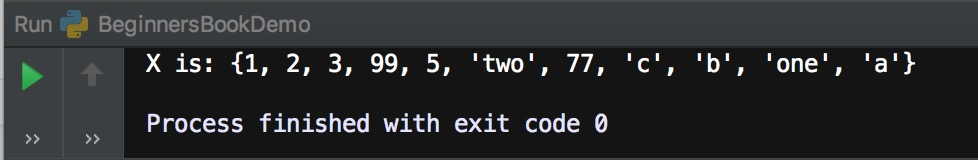 Run BeginnersBookDemo
X is: {1, 2, 3, 99, 5, 'two', 77, 'c', 'b', 'one', 'a'}
Process finished with exit code 0